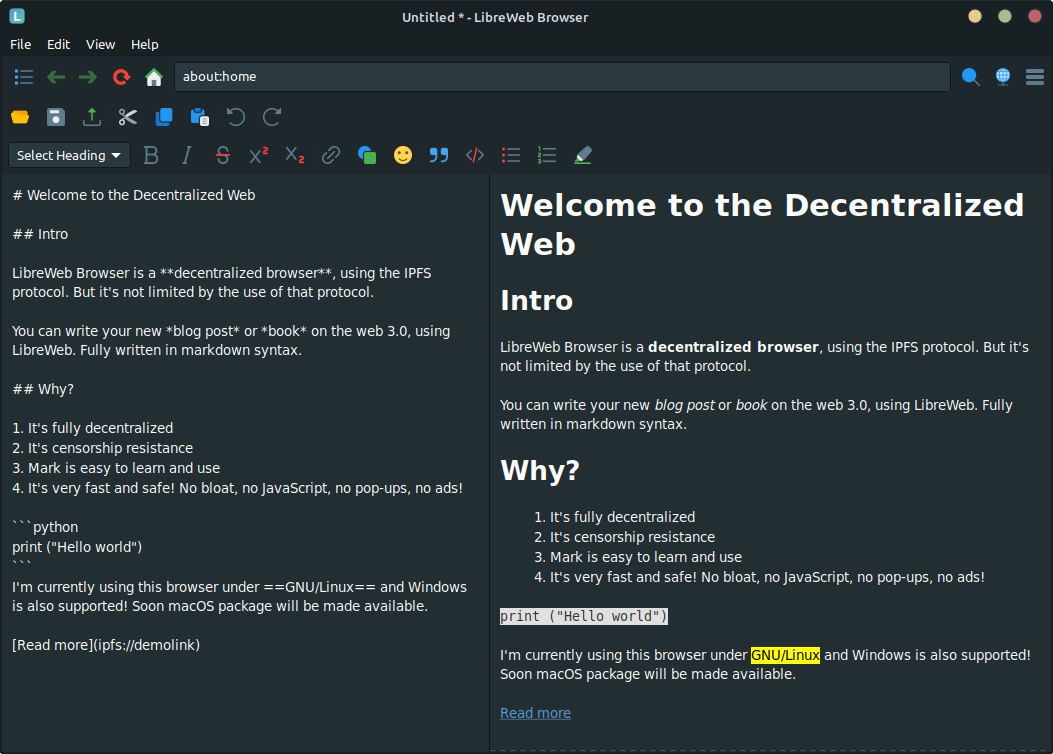 L
Untitled * - LibreWeb Browser
File Edit View Help
about:home
Select Heading
# Welcome to the Decentralized Web
## Intro
LibreWeb Browser is a **decentralized browser**, using the IPFS
protocol. But it's not limited by the use of that protocol.
You can write your new *blog post* or *book* on the web 3.0, using
LibreWeb. Fully written in markdown syntax.
## Why?
1. It's fully decentralized
2. It's censorship resistance
3. Mark is easy to learn and use
4. It's very fast and safe! No bloat, no JavaScript, no pop-ups, no ads!
```python
print ("Hello world")
```
I'm currently using this browser under ==GNU/Linux== and Windows
is also supported! Soon macOS package will be made available.
[Read more](ipfs://demolink)
Welcome to the Decentralized
Web
Intro
LibreWeb Browser is a decentralized browser, using the IPFS protocol. But it's
not limited by the use of that protocol.
You can write your new blog post or book on the web 3.0, using LibreWeb. Fully
written in markdown syntax.
Why?
1. It's fully decentralized
2. It's censorship resistance
3. Mark is easy to learn and use
4. It's very fast and safe! No bloat, no JavaScript, no pop-ups, no ads!
print ("Hello world")
I'm currently using this browser under GNU/Linux and Windows is also supported!
Soon macOS package will be made available.
Read more